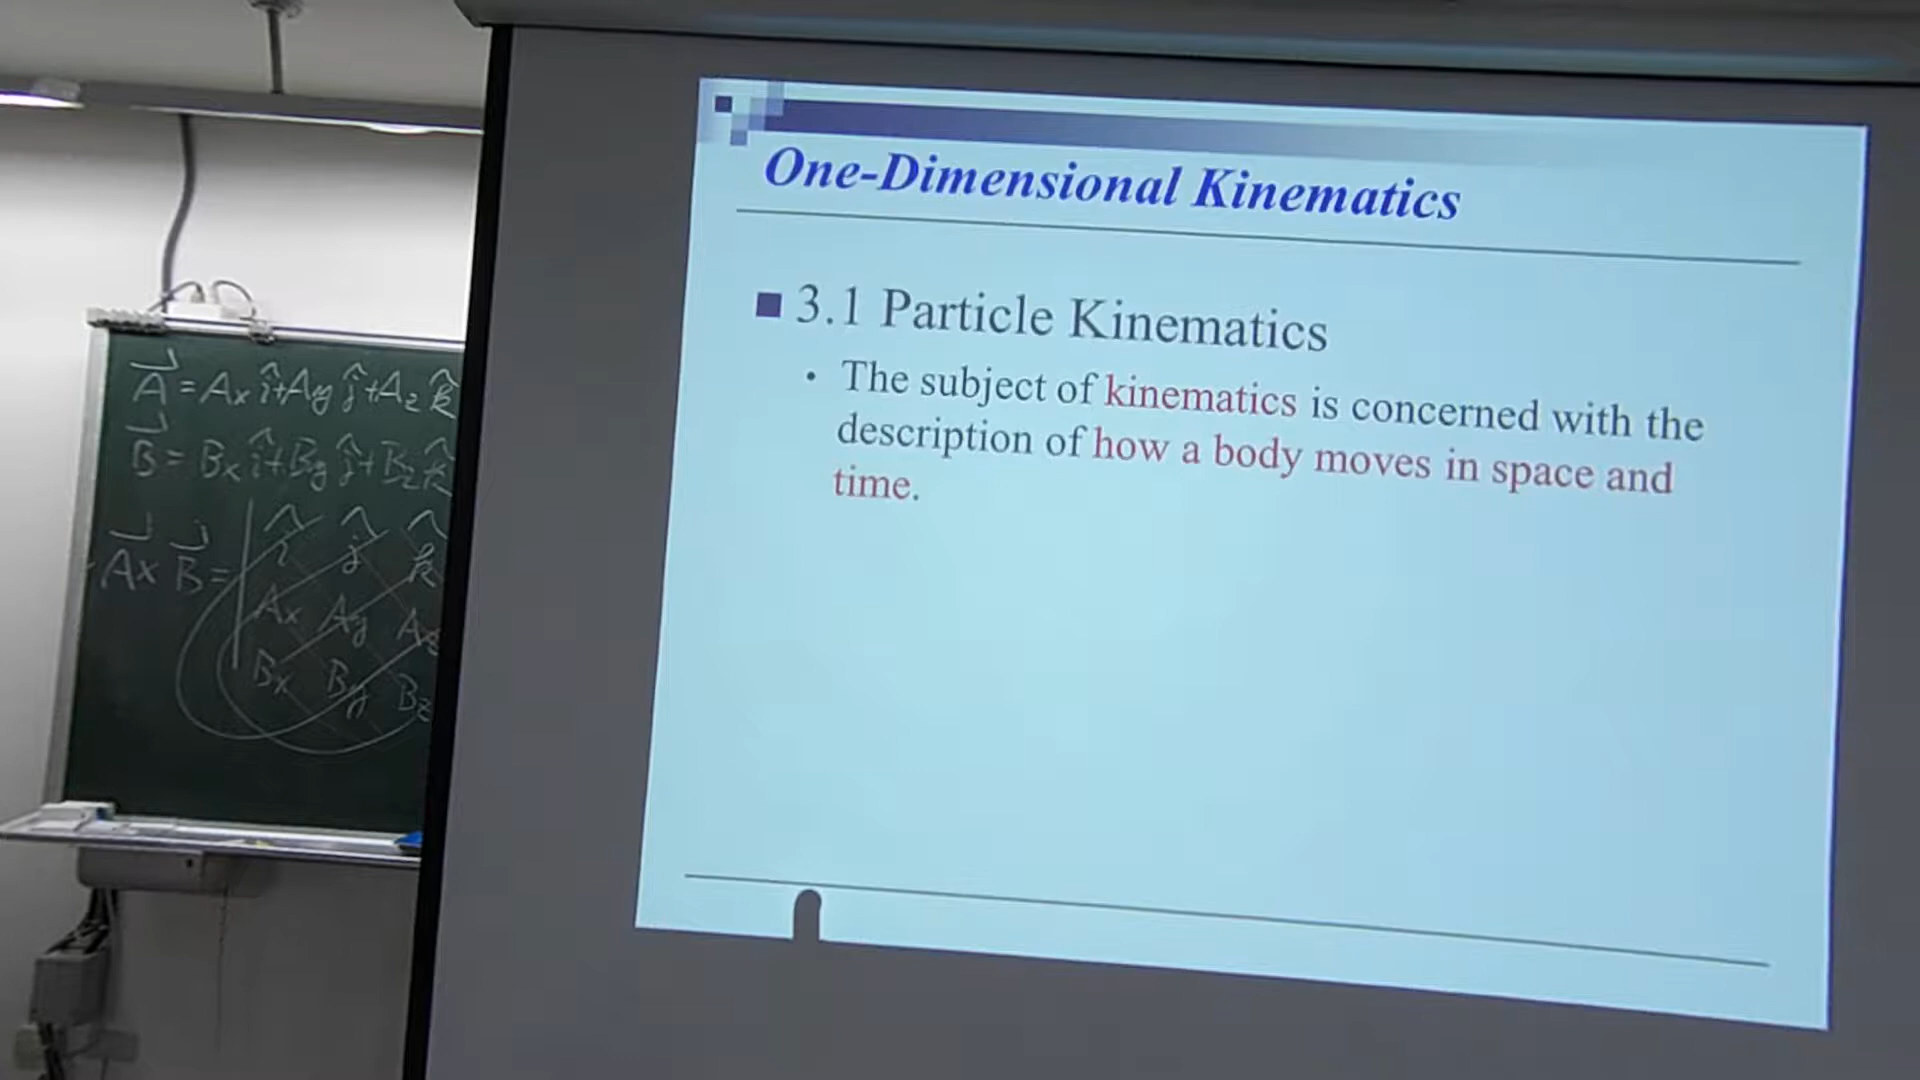 One-Dimensional Kinematics
3.1 Particle Kinematics
• The subject of kinematics is concerned with the
description of how a body moves in space and
time.
A⃗ = Ax î + Ay ĵ + Az k̂
B⃗ = Bx î + By ĵ + Bz k̂
A⃗ x B⃗ = | î ĵ k̂
Ax Ay Az
Bx By Bz